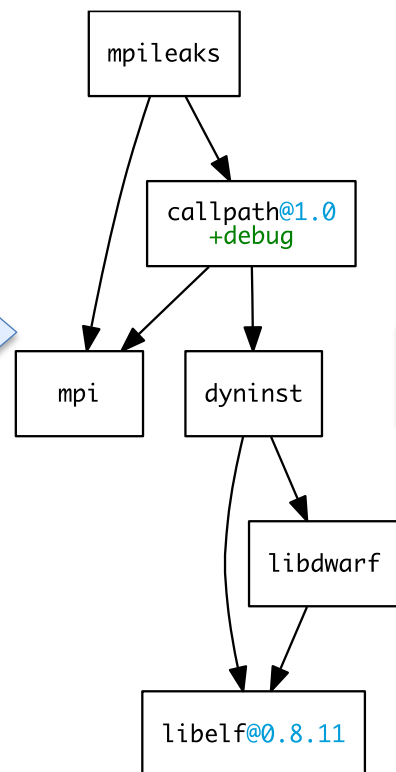 mpileaks
callpath@1.0
+debug
mpi
dyninst
libdwarf
libelf@0.8.11